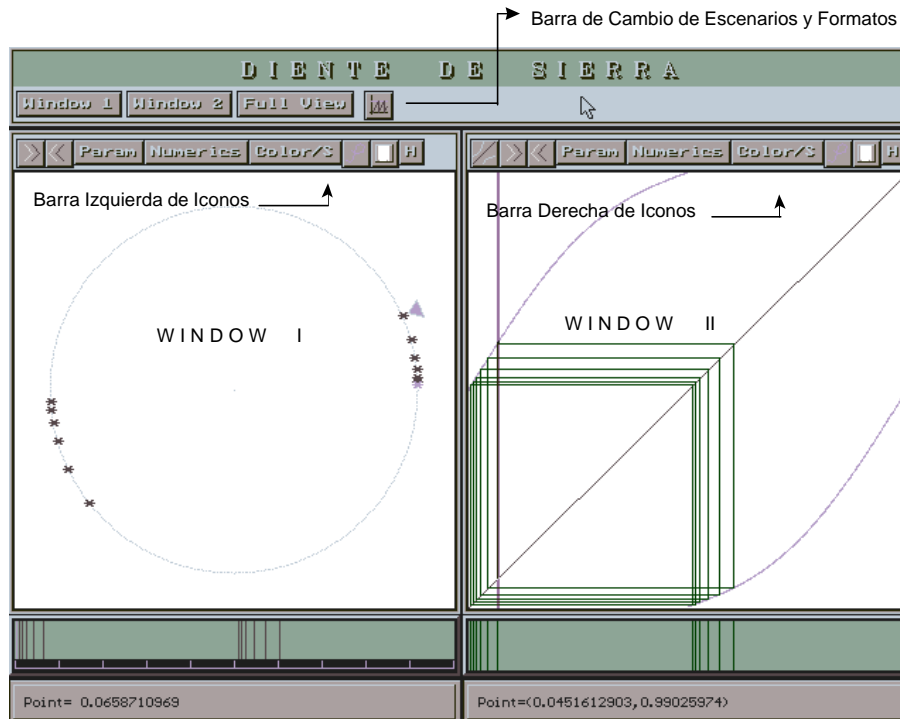 Barra de Cambio de Escenarios y Formatos
DIENTE DE SIERRA
Window 1 Window 2 Full View
Param Numerics Color/S H
Param Numerics Color/S H
Barra Izquierda de Iconos
Barra Derecha de Iconos
WINDOW I
WINDOW II
Point= 0.0658710969
Point=(0.0451612903,0.99025974)